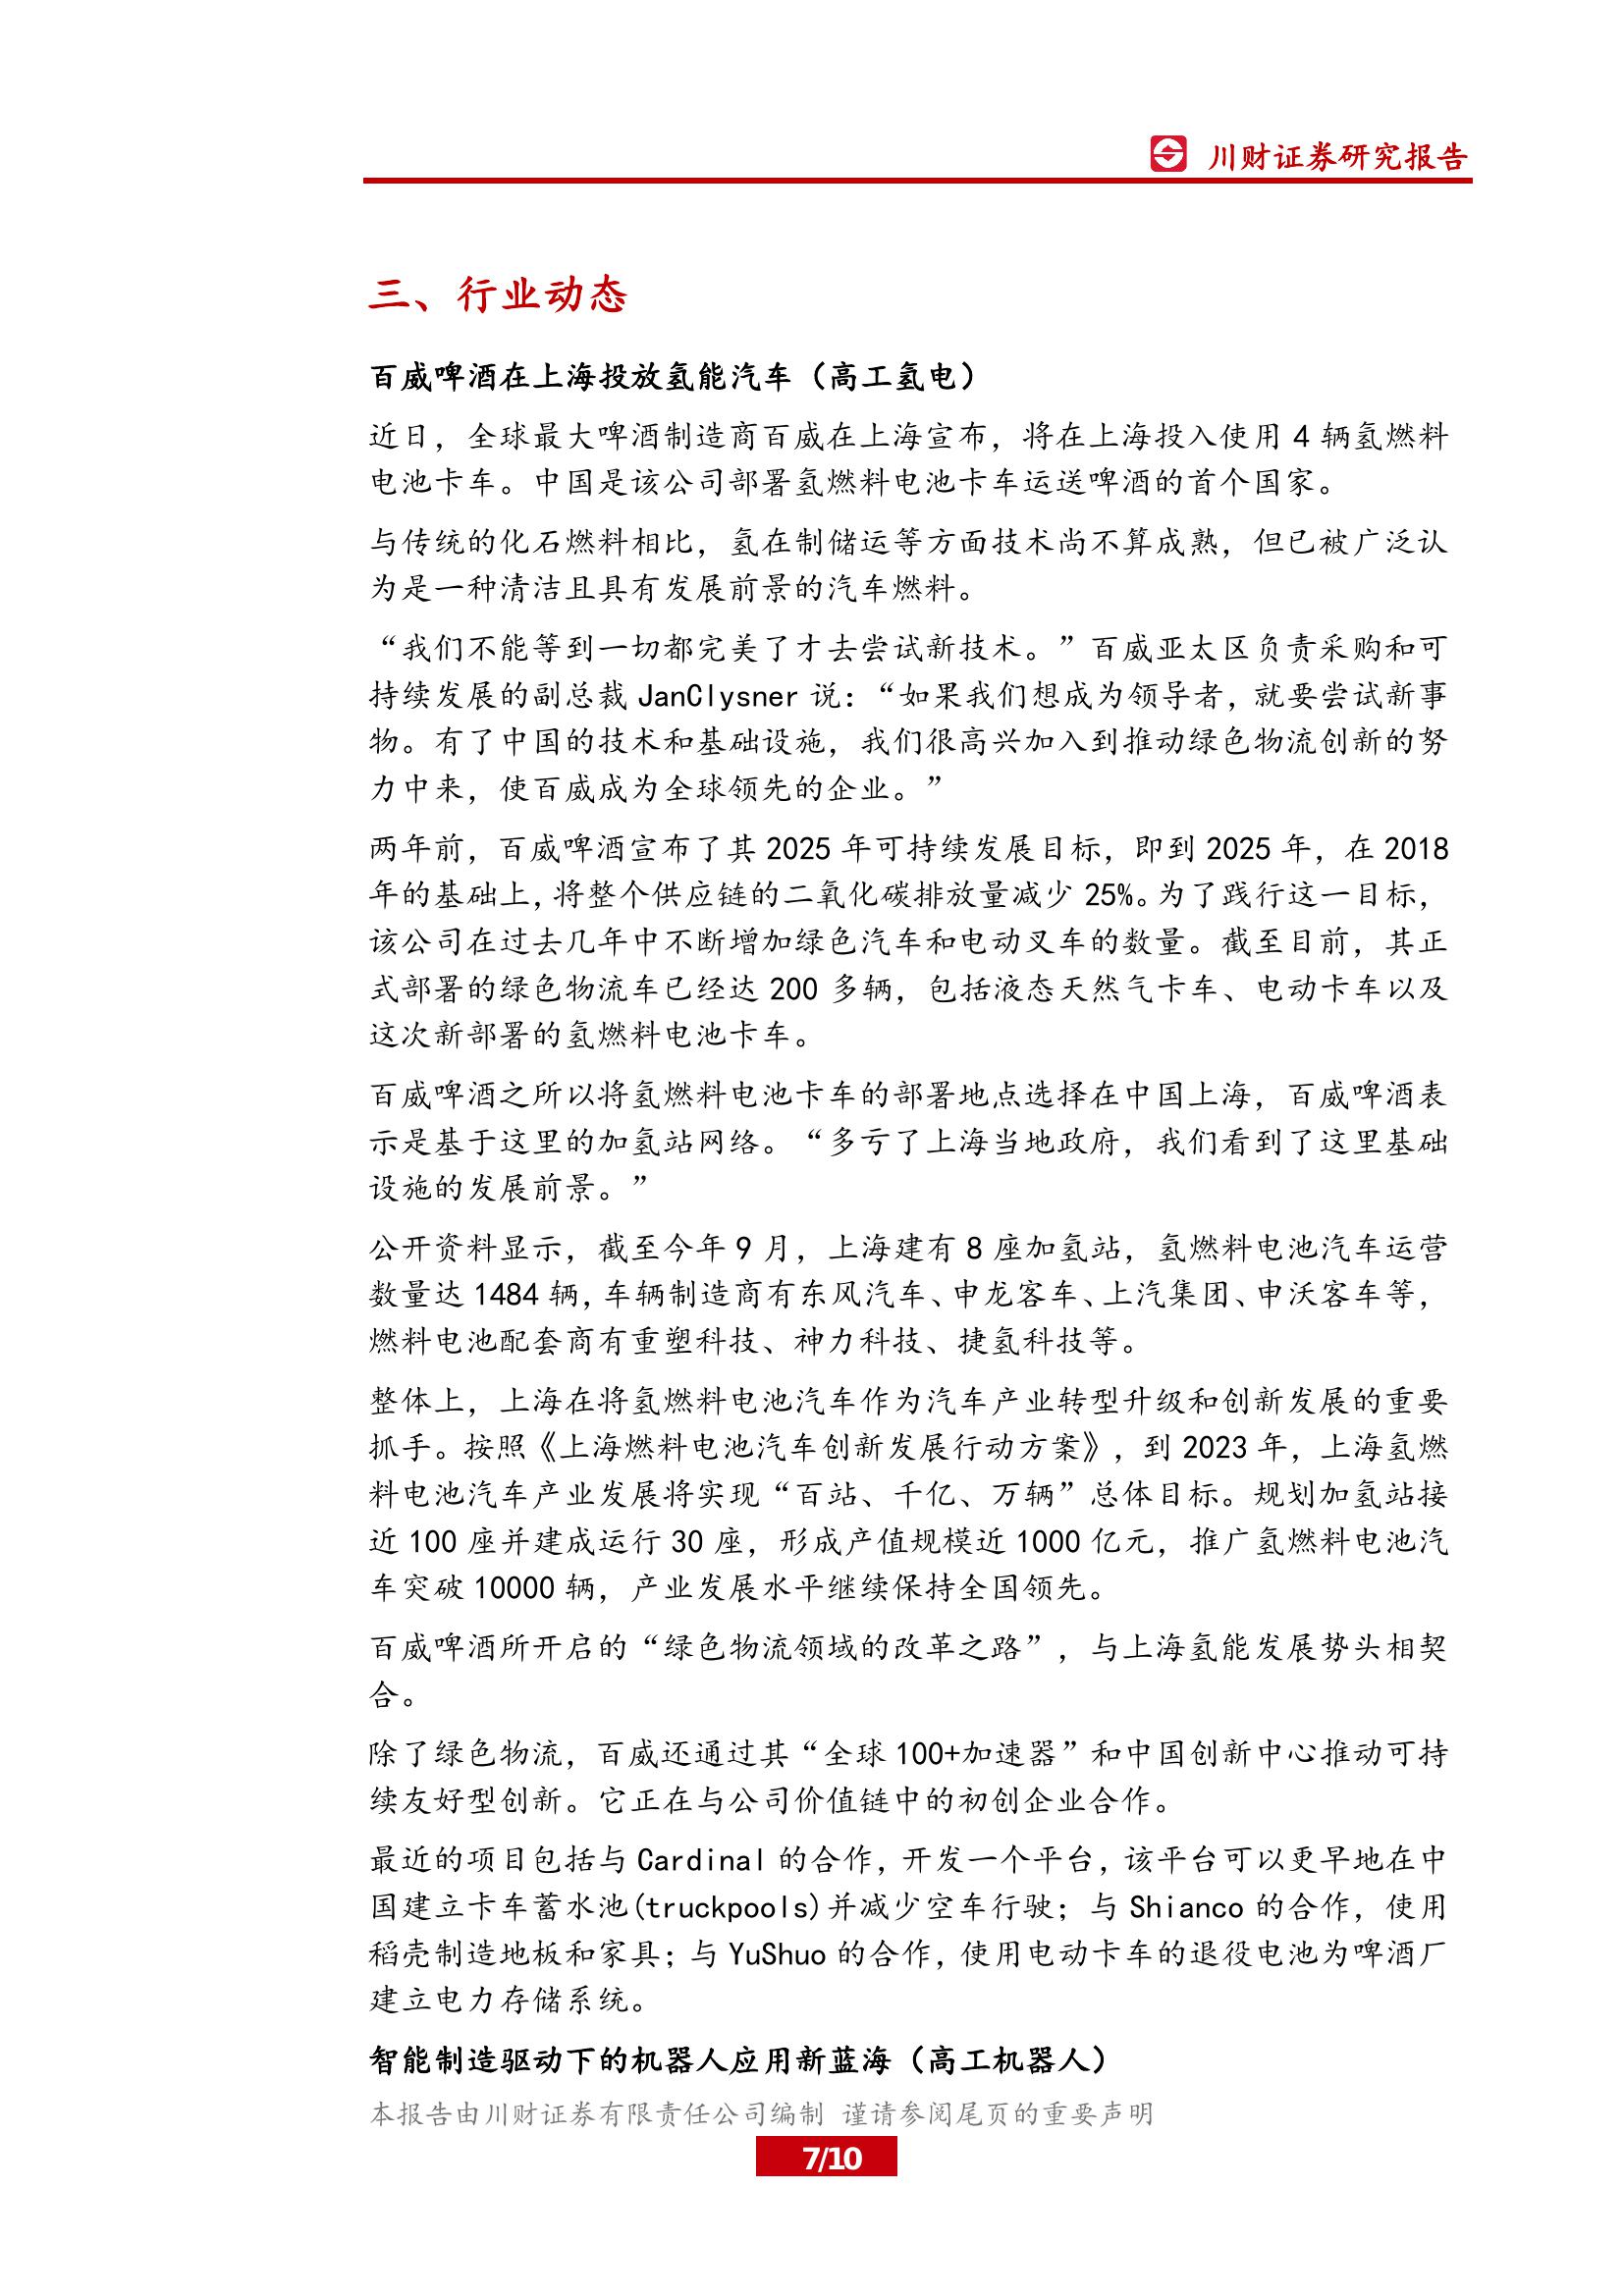 川财证券研究报告
三、行业动态
百威啤酒在上海投放氢能汽车（高工氢电）
近日，全球最大啤酒制造商百威在上海宣布，将在上海投入使用 4 辆氢燃料
电池卡车。中国是该公司部署氢燃料电池卡车运送啤酒的首个国家。
与传统的化石燃料相比，氢在制储运等方面技术尚不算成熟，但已被广泛认
为是一种清洁且具有发展前景的汽车燃料。
“我们不能等到一切都完美了才去尝试新技术。”百威亚太区负责采购和可
持续发展的副总裁 JanClysner 说：“如果我们想成为领导者，就要尝试新事
物。有了中国的技术和基础设施，我们很高兴加入到推动绿色物流创新的努
力中来，使百威成为全球领先的企业。”
两年前，百威啤酒宣布了其 2025 年可持续发展目标，即到 2025 年，在 2018
年的基础上，将整个供应链的二氧化碳排放量减少 25%。为了践行这一目标，
该公司在过去几年中不断增加绿色汽车和电动叉车的数量。截至目前，其正
式部署的绿色物流车已经达 200 多辆，包括液态天然气卡车、电动卡车以及
这次新部署的氢燃料电池卡车。
百威啤酒之所以将氢燃料电池卡车的部署地点选择在中国上海，百威啤酒表
示是基于这里的加氢站网络。“多亏了上海当地政府，我们看到了这里基础
设施的发展前景。”
公开资料显示，截至今年 9 月，上海建有 8 座加氢站，氢燃料电池汽车运营
数量达 1484 辆，车辆制造商有东风汽车、申龙客车、上汽集团、申沃客车等，
燃料电池配套商有重塑科技、神力科技、捷氢科技等。
整体上，上海在将氢燃料电池汽车作为汽车产业转型升级和创新发展的重要
抓手。按照《上海燃料电池汽车创新发展行动方案》，到 2023 年，上海氢燃
料电池汽车产业发展将实现“百站、千亿、万辆”总体目标。规划加氢站接
近 100 座并建成运行 30 座，形成产值规模近 1000 亿元，推广氢燃料电池汽
车突破 10000 辆，产业发展水平继续保持全国领先。
百威啤酒所开启的“绿色物流领域的改革之路”，与上海氢能发展势头相契
合。
除了绿色物流，百威还通过其“全球 100+加速器”和中国创新中心推动可持
续友好型创新。它正在与公司价值链中的初创企业合作。
最近的项目包括与 Cardinal 的合作，开发一个平台，该平台可以更早地在中
国建立卡车蓄水池(truckpools)并减少空车行驶；与 Shianco 的合作，使用
稻壳制造地板和家具；与 YuShuo 的合作，使用电动卡车的退役电池为啤酒厂
建立电力存储系统。
智能制造驱动下的机器人应用新蓝海（高工机器人）
本报告由川财证券有限责任公司编制 谨请参阅尾页的重要声明
7/10